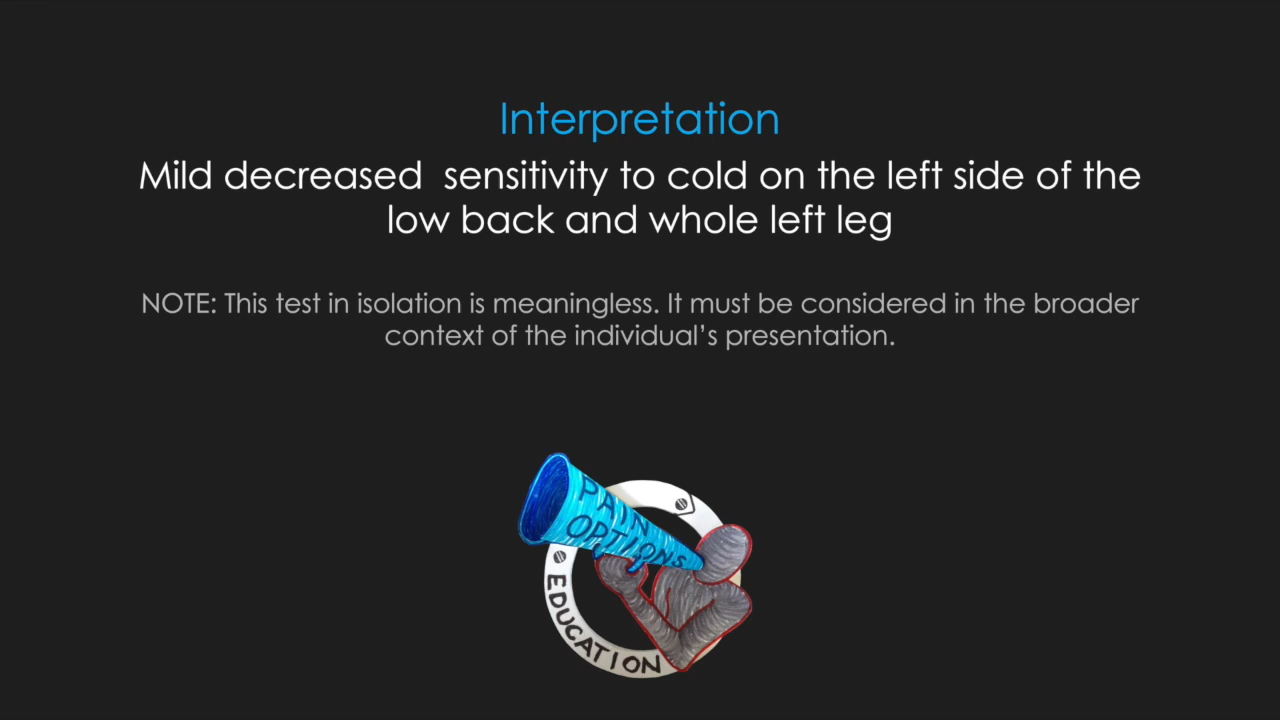 Interpretation
Mild decreased  sensitivity to cold on the left side of the
low back and whole left leg
NOTE: This test in isolation is meaningless. It must be considered in the broader
context of the individual’s presentation.
PAIN
OPTIONS
EDUCATION